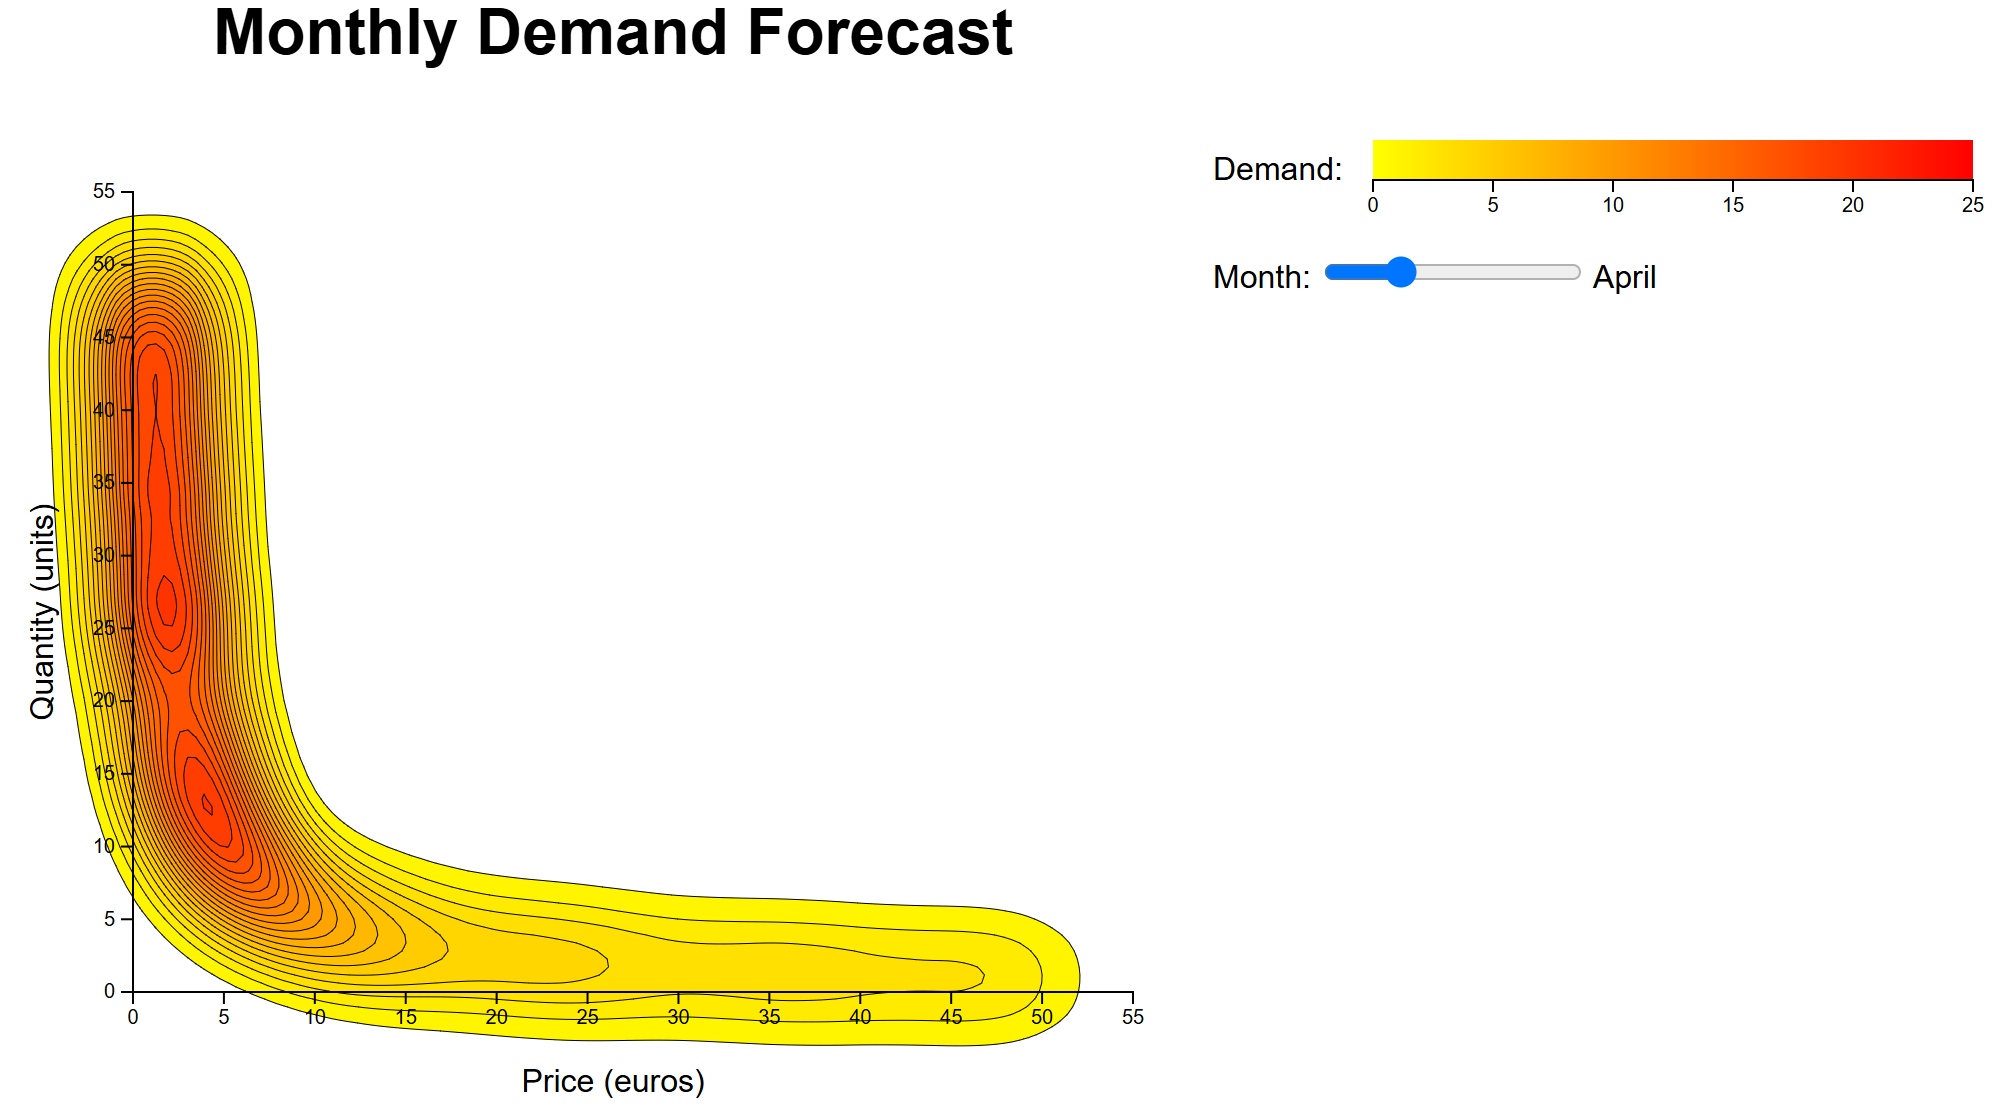 Monthly Demand Forecast
Demand:
0 5 10 15 20 25
Month: April
Quantity (units)
55
50
45
40
35
30
25
20
15
10
5
0
0 5 10 15 20 25 30 35 40 45 50 55
Price (euros)